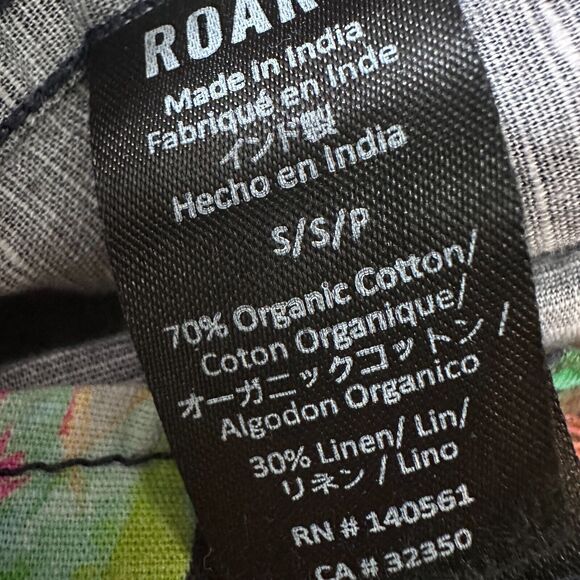 ROAR
Made in India
Fabriqué en Inde
インド製
Hecho en India
S/S/P
70% Organic Cotton/
Coton Organique/
オーガニックコットン /
Algodon Organico
30% Linen/ Lin/
リネン / Lino
RN # 140561
CA # 32350